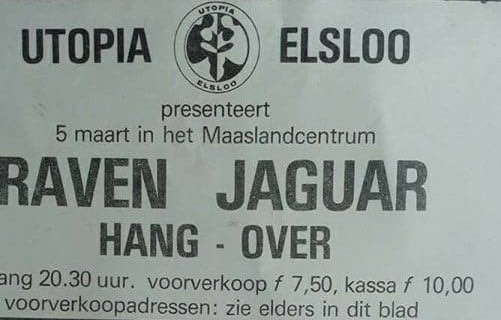 UTOPIA ELSLOO
UTOPIA
ELSLOO
presenteert
5 maart in het Maaslandcentrum
RAVEN JAGUAR
HANG - OVER
ang 20.30 uur. voorverkoop f 7,50, kassa f 10,00
voorverkoopadressen: zie elders in dit blad